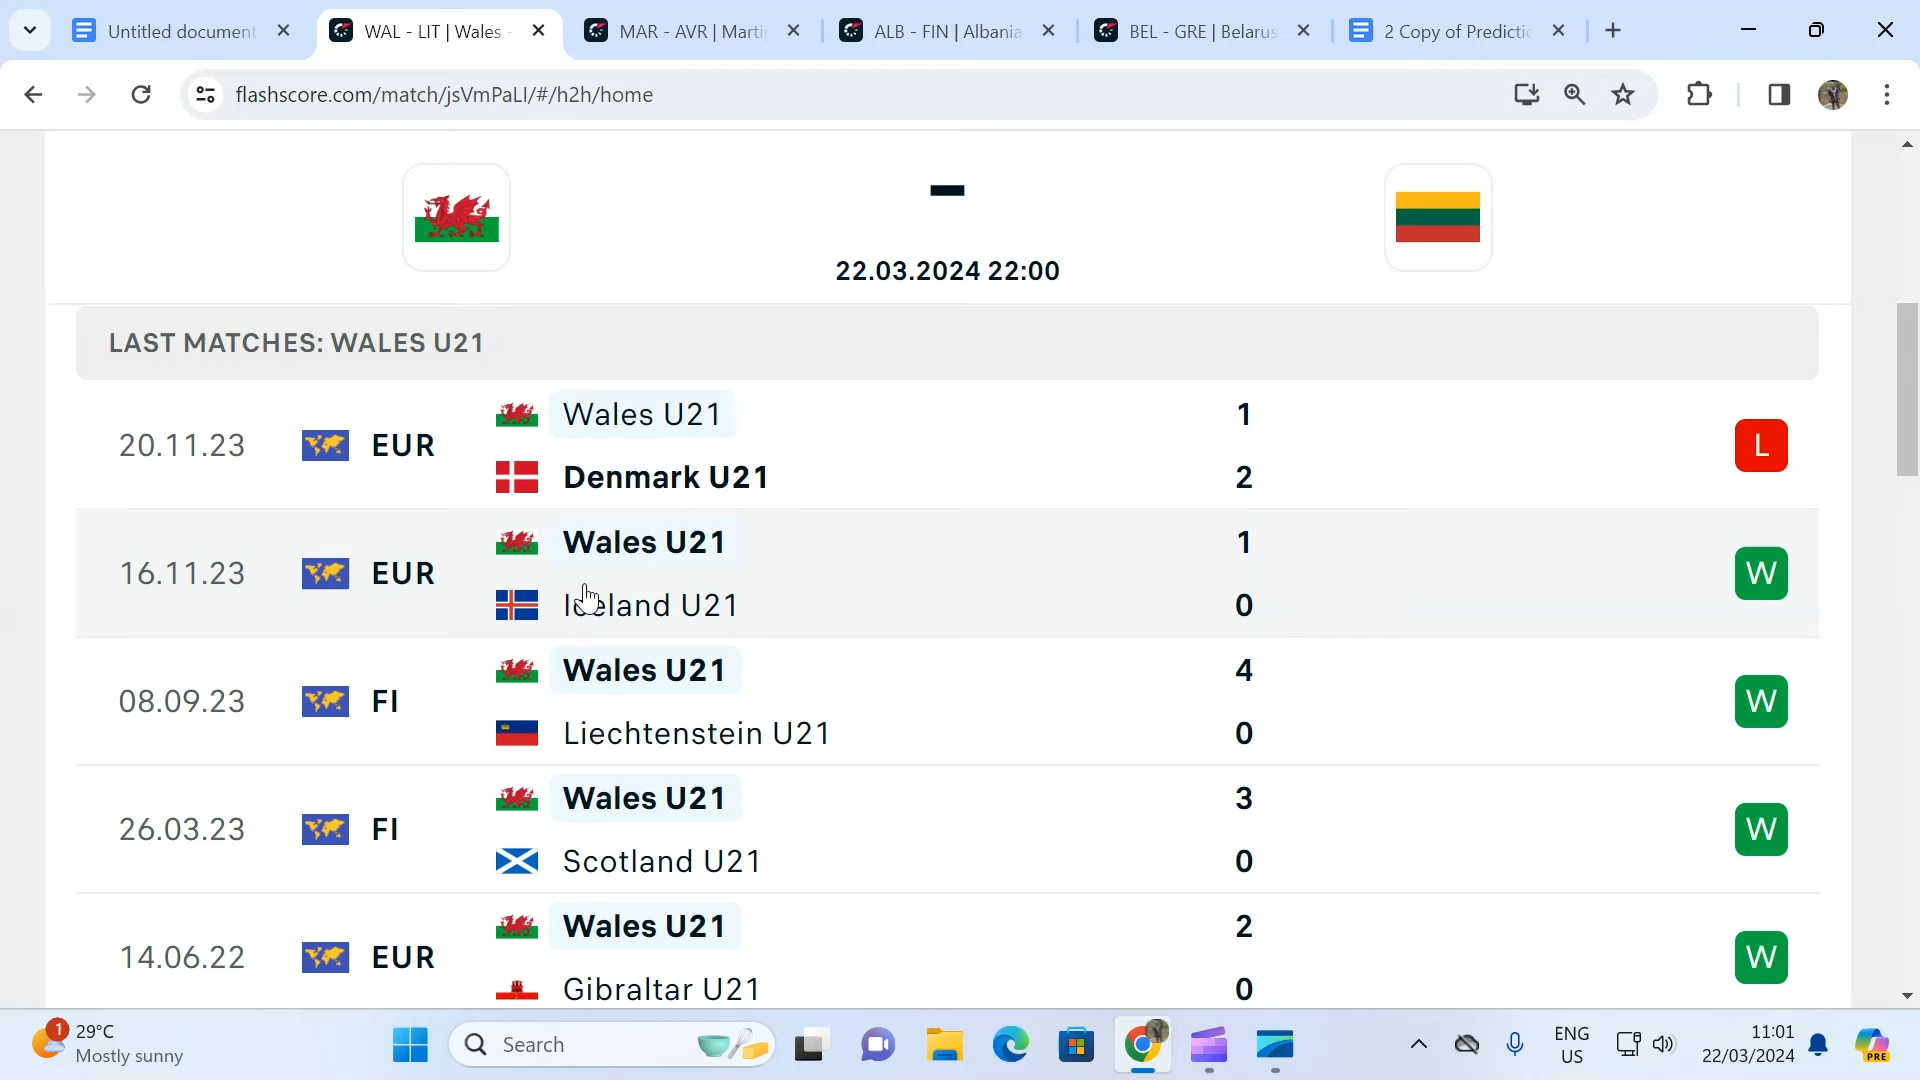 Untitled document
WAL - LIT | Wales -
MAR - AVR | Marti
ALB - FIN | Albania
BEL - GRE | Belarus
2 Copy of Predictio
flashscore.com/match/jsVmPaLI/#/h2h/home
-
22.03.2024 22:00
LAST MATCHES: WALES U21
20.11.23 EUR Wales U21 1 L
Denmark U21 2
16.11.23 EUR Wales U21 1 W
Iceland U21 0
08.09.23 FI Wales U21 4 W
Liechtenstein U21 0
26.03.23 FI Wales U21 3 W
Scotland U21 0
14.06.22 EUR Wales U21 2 W
Gibraltar U21 0
1
29°C
Mostly sunny
Search
ENG
US
11:01
22/03/2024
PRE